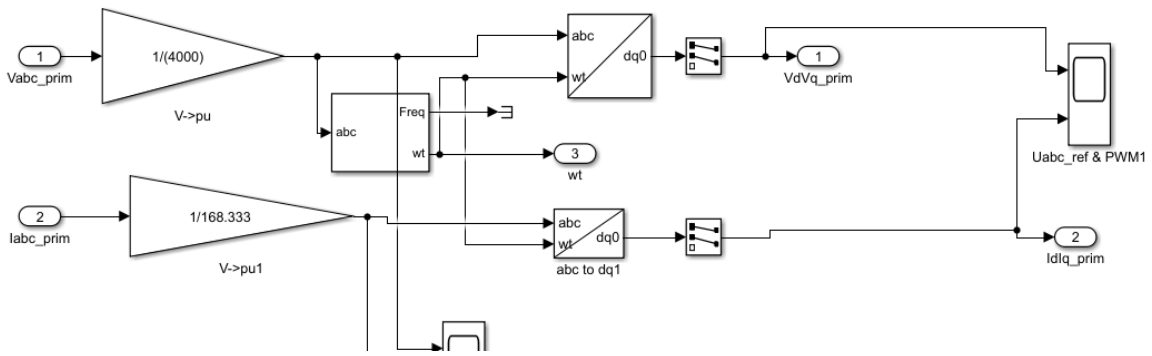 1
Vabc_prim
1/(4000)
V->pu
abc
Freq
wt
abc
wt
dq0
1
VdVq_prim
Uabc_ref & PWM1
3
wt
2
Iabc_prim
1/168.333
V->pu1
abc
wt
dq0
abc to dq1
2
IdIq_prim